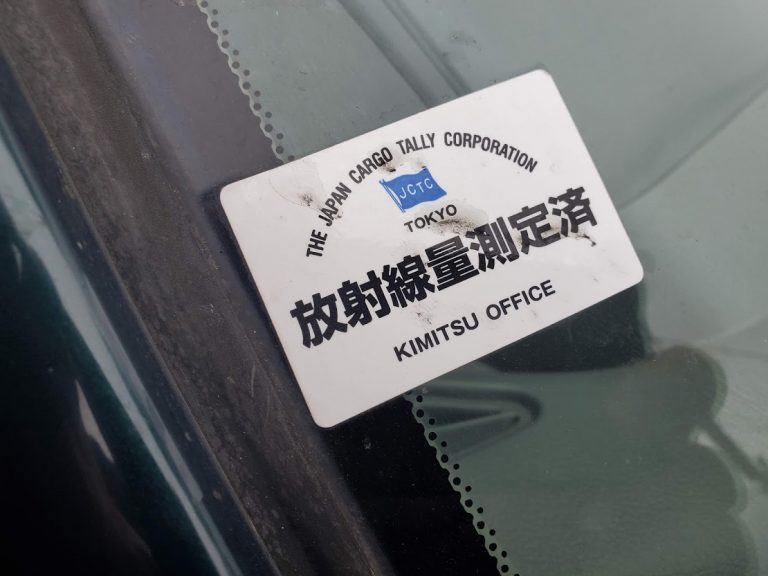 THE JAPAN CARGO TALLY CORPORATION
JCTC
TOKYO
放射線量測定済
KIMITSU OFFICE